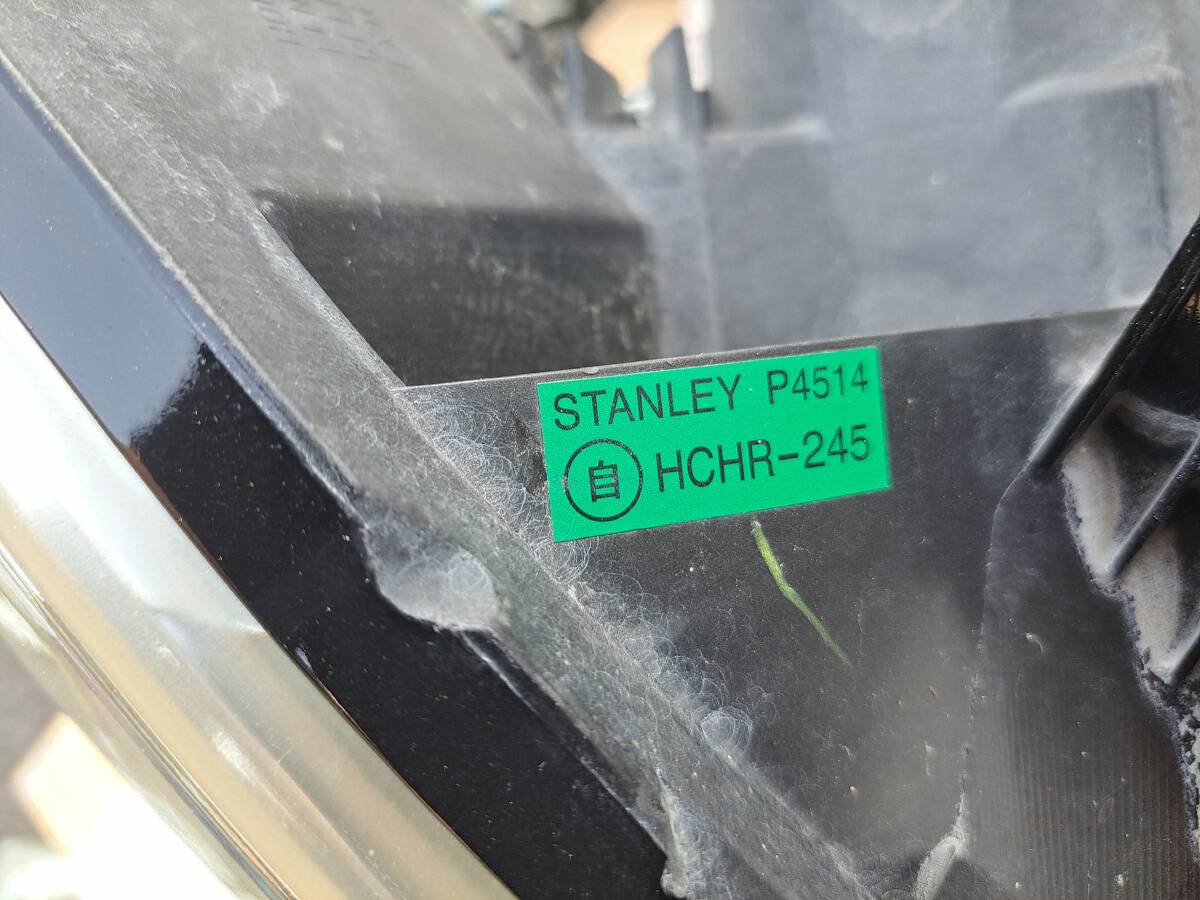 STANLEY P4514
自 HCHR-245